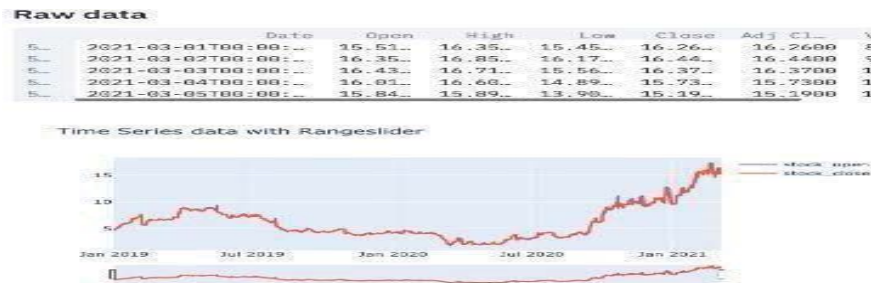 Raw data
Date Open High Low Close Adj Cl…
5… 2021-03-01T00:00:… 15.51… 16.35… 15.45… 16.26… 16.2600
5… 2021-03-02T00:00:… 16.35… 16.85… 16.17… 16.44… 16.4400
5… 2021-03-03T00:00:… 16.43… 16.71… 15.56… 16.37… 16.3700
5… 2021-03-04T00:00:… 16.01… 16.60… 14.89… 15.73… 15.7300
5… 2021-03-05T00:00:… 15.84… 15.89… 13.90… 15.19… 15.1900
Time Series data with Rangeslider
stock_open
stock_close
15
10
5
Jan 2019 Jul 2019 Jan 2020 Jul 2020 Jan 2021